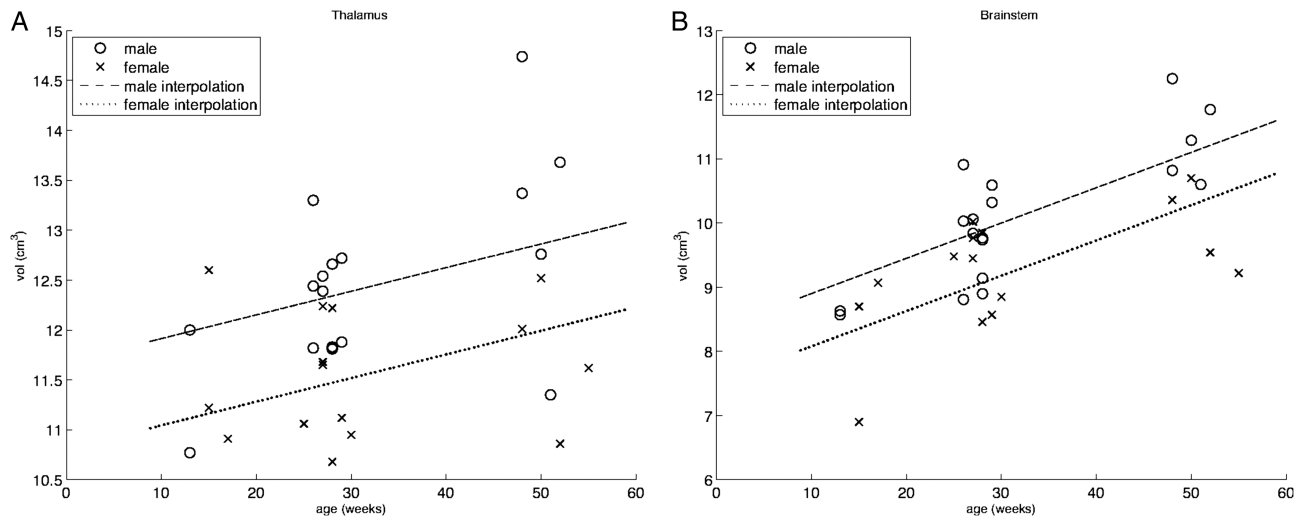 A
Thalamus
15
14.5
14
13.5
13
12.5
12
11.5
11
10.5
0 10 20 30 40 50 60
vol (cm3)
age (weeks)
male
female
male interpolation
female interpolation
B
Brainstem
13
12
11
10
9
8
7
6
0 10 20 30 40 50 60
vol (cm3)
age (weeks)
male
female
male interpolation
female interpolation